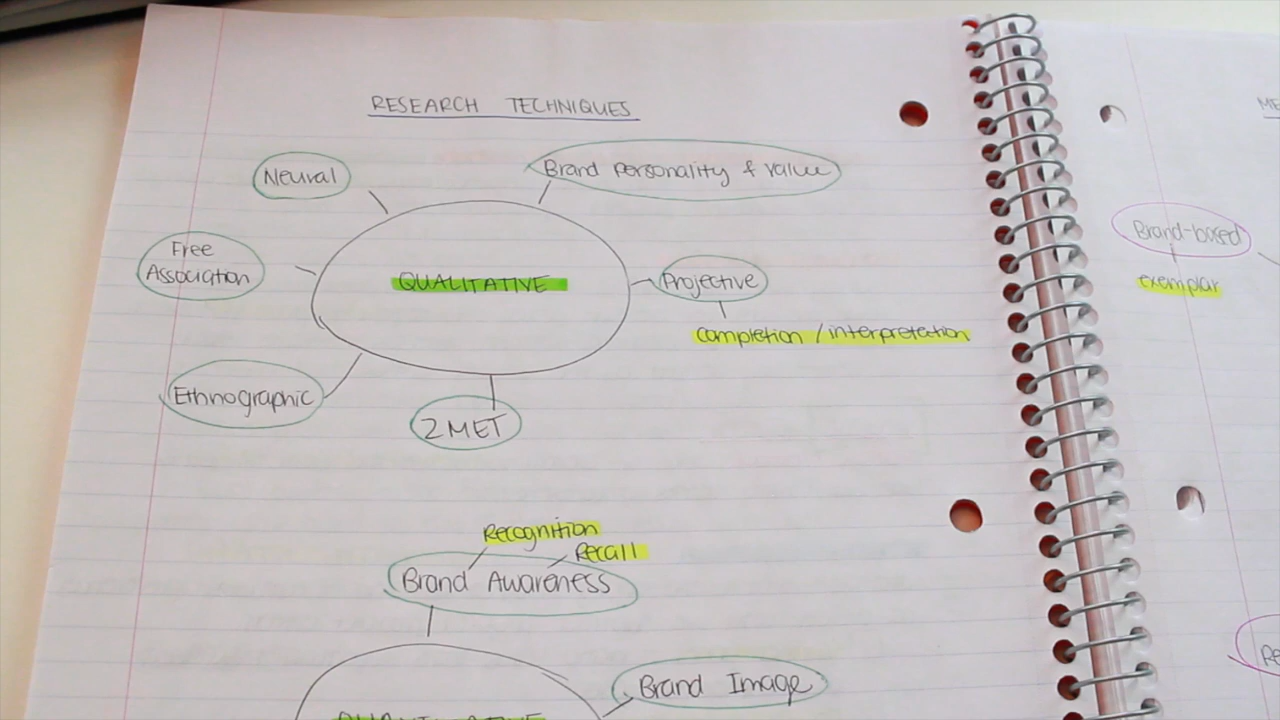 RESEARCH TECHNIQUES
Neural
Brand personality & value
Free
Association
QUALITATIVE
Projective
completion / interpretation
Ethnographic
ZMET
Recognition
Recall
Brand Awareness
Brand Image
Brand-based
exemplar